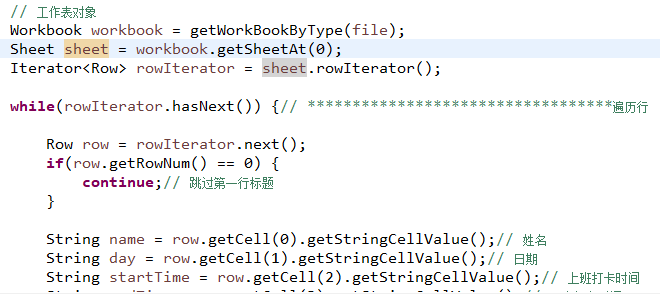 // 工作表对象
Workbook workbook = getWorkBookByType(file);
Sheet sheet = workbook.getSheetAt(0);
Iterator<Row> rowIterator = sheet.rowIterator();
while(rowIterator.hasNext()) {// **********************************遍历行
Row row = rowIterator.next();
if(row.getRowNum() == 0) {
continue;// 跳过第一行标题
}
String name = row.getCell(0).getStringCellValue();// 姓名
String day = row.getCell(1).getStringCellValue();// 日期
String startTime = row.getCell(2).getStringCellValue();// 上班打卡时间